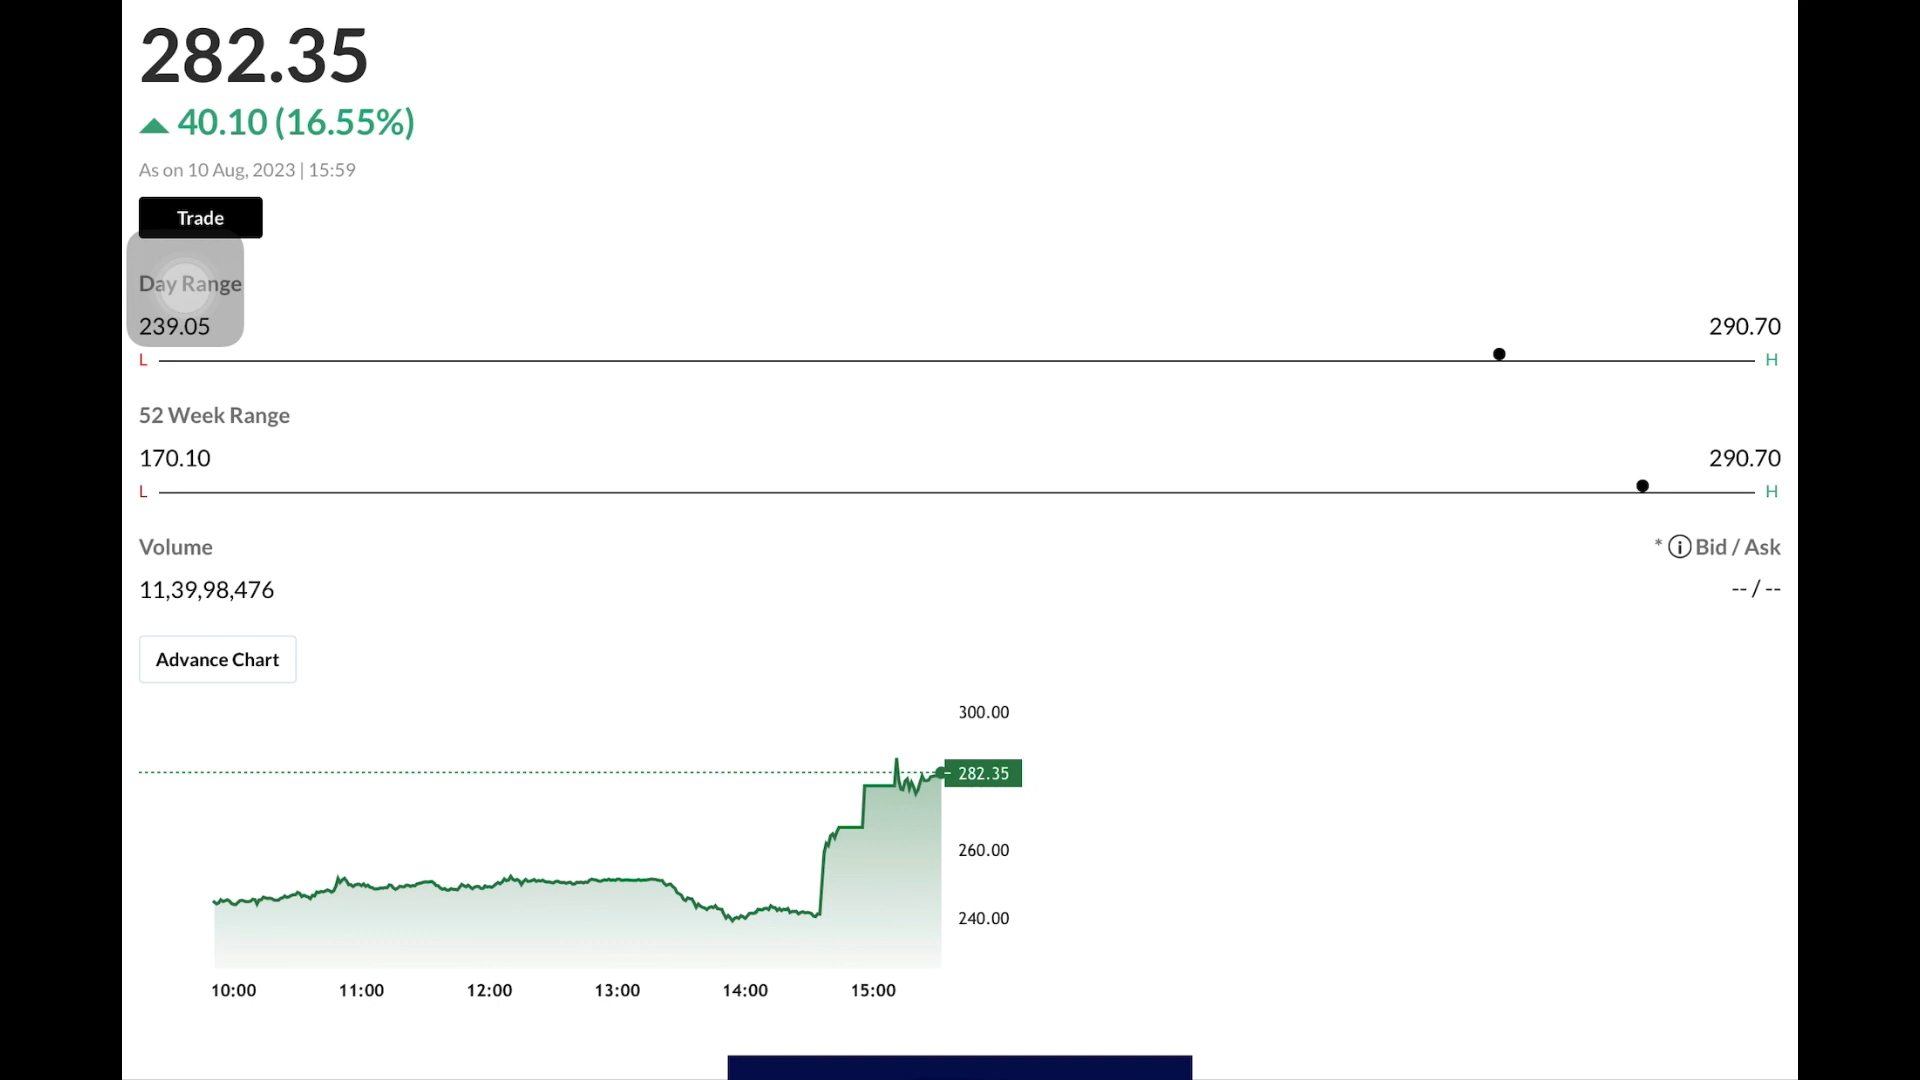 282.35
40.10 (16.55%)
As on 10 Aug, 2023 | 15:59
Trade
Day Range
239.05 290.70
L H
52 Week Range
170.10 290.70
L H
Volume * i Bid / Ask
11,39,98,476 -- / --
Advance Chart
300.00
282.35
260.00
240.00
10:00 11:00 12:00 13:00 14:00 15:00